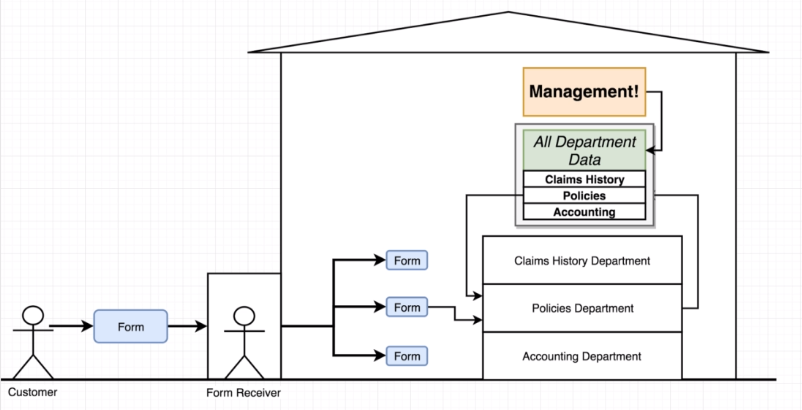 Management!
All Department
Data
Claims History
Policies
Accounting
Claims History Department
Form
Policies Department
Form
Form
Accounting Department
Form
Customer
Form Receiver